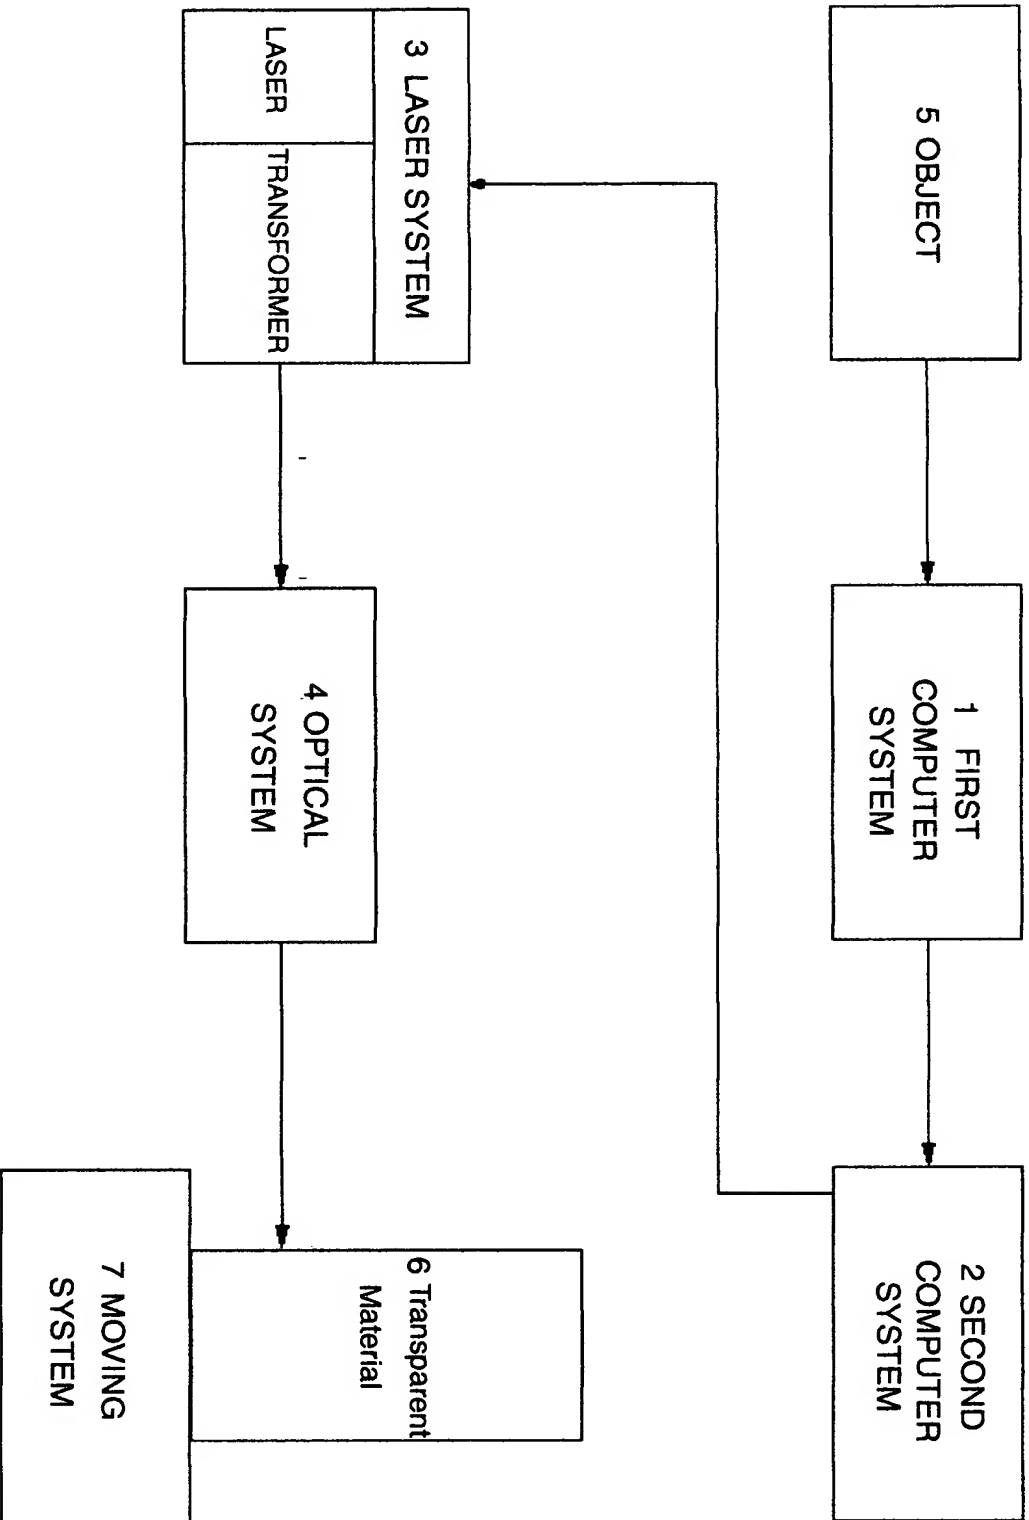 5 OBJECT
1 FIRST
COMPUTER
SYSTEM
2 SECOND
COMPUTER
SYSTEM
3 LASER SYSTEM
LASER
TRANSFORMER
4 OPTICAL
SYSTEM
6 Transparent
Material
7 MOVING
SYSTEM